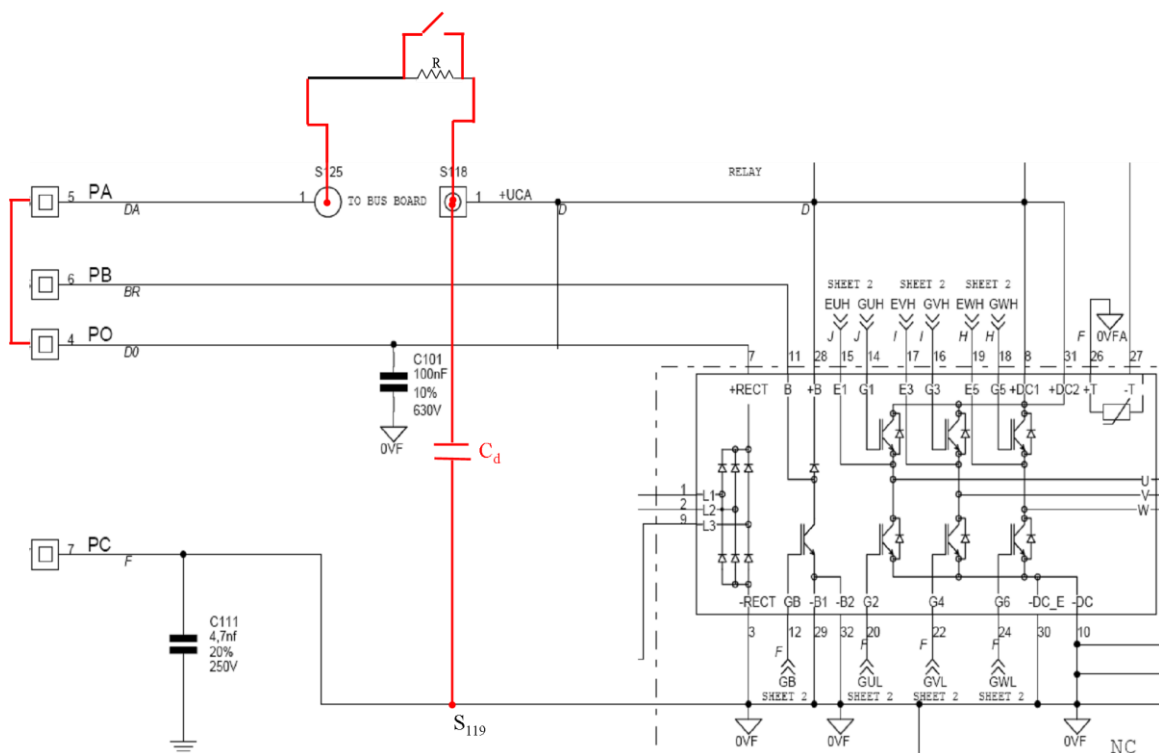 R
S125
S118
RELAY
5 PA
DA
1
TO BUS BOARD
1 +UCA
D
D
6 PB
BR
SHEET 2 SHEET 2 SHEET 2
EUH GUH EVH GVH EWH GWH
J J I I H H
F
0VFA
4 PO
D0
C101
100nF
10%
630V
0VF
7 11 28 15 14 17 16 19 18 8 31 26 27
+RECT B +B E1 G1 E3 G3 E5 G5 +DC1 +DC2 +T -T
Cd
1 L1
2 L2
9 L3
U
V
W
7 PC
F
-RECT GB -B1 -B2 G2 G4 G6 -DC_E -DC
3 12 29 32 20 22 24 30 10
F F F F
GB GUL GVL GWL
SHEET 2 SHEET 2 SHEET 2 SHEET 2
C111
4,7nf
20%
250V
S119
0VF 0VF 0VF
NC